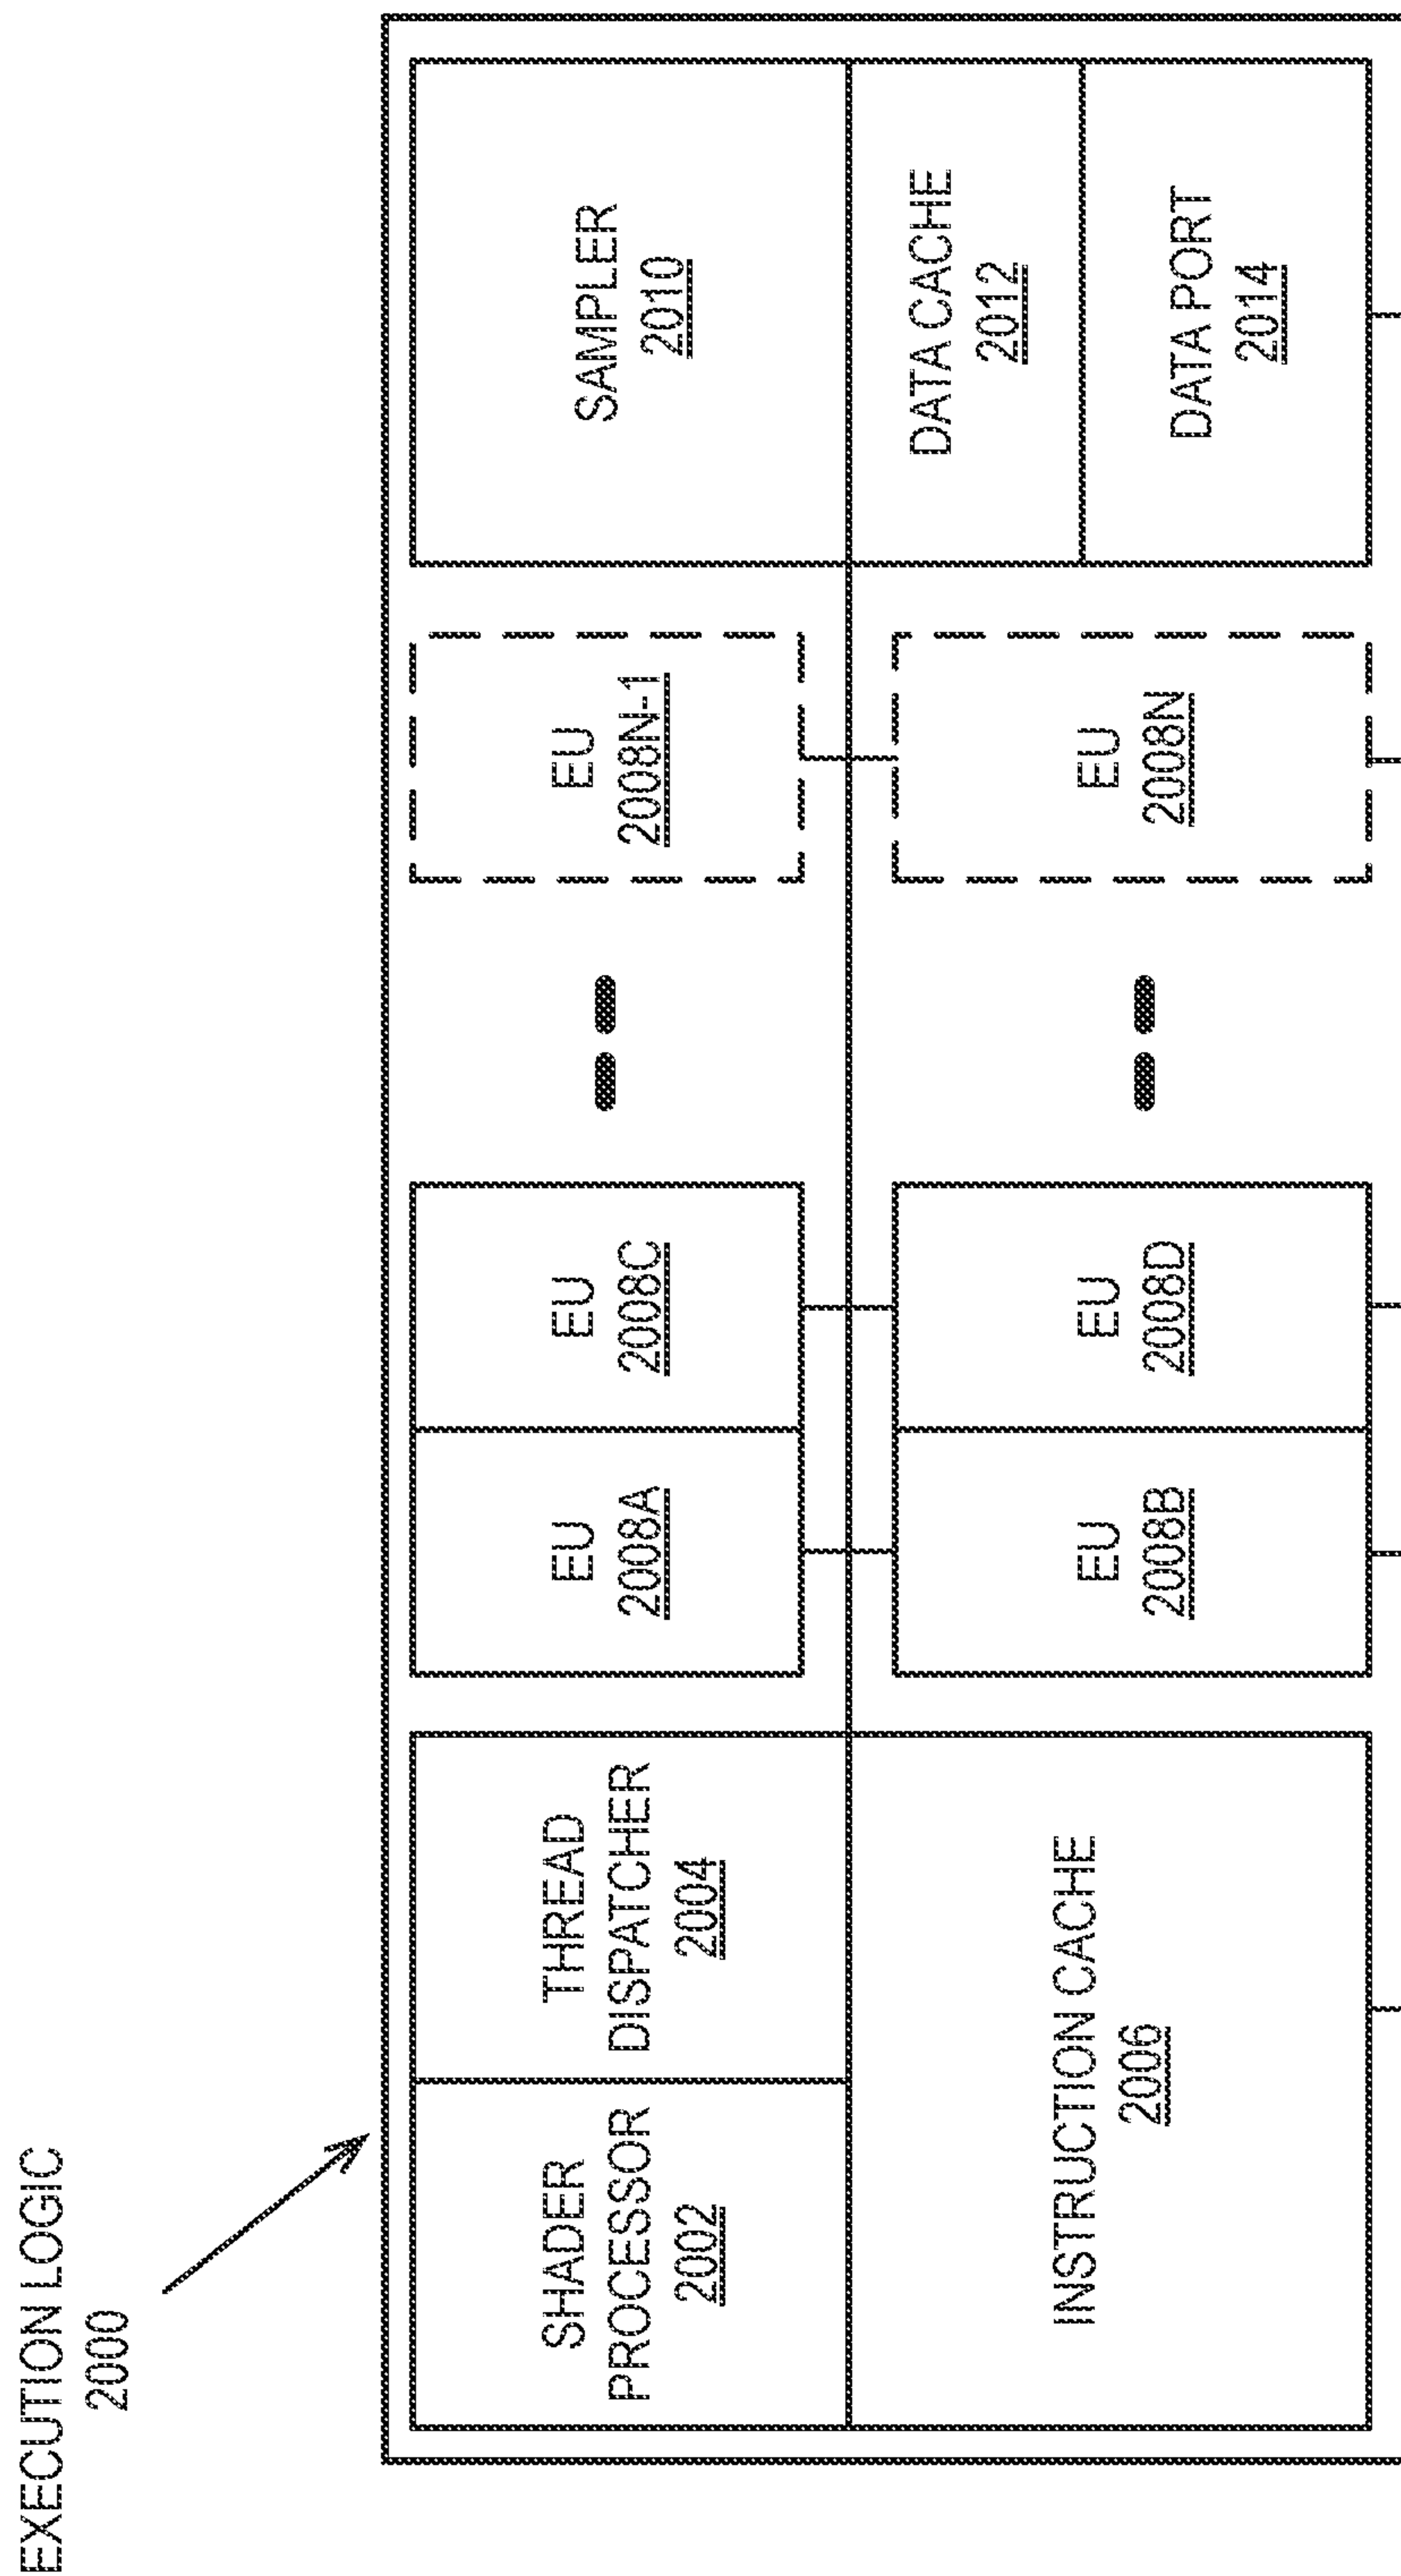 EXECUTION LOGIC
2000
SHADER
PROCESSOR
2002
THREAD
DISPATCHER
2004
EU
2008A
EU
2008C
EU
2008N-1
SAMPLER
2010
INSTRUCTION CACHE
2006
EU
2008B
EU
2008D
EU
2008N
DATA CACHE
2012
DATA PORT
2014